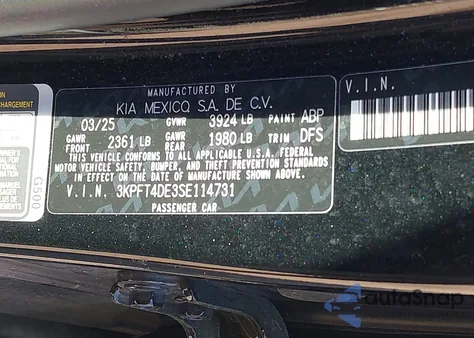 MANUFACTURED BY
KIA MEXICO, S.A. DE C.V.
03/25 GVWR 3924 LB PAINT ABP
GAWR 2361 LB GAWR 1980 LB TRIM DFS
THIS VEHICLE CONFORMS TO ALL APPLICABLE U.S.A. FEDERAL
MOTOR VEHICLE SAFETY, BUMPER, AND THEFT PREVENTION STANDARDS
IN EFFECT ON THE DATE OF MANUFACTURE SHOWN ABOVE.
V.I.N. 3KPFT4DE3SE114731
PASSENGER CAR
V.I.N.
CHARGEMENT
G500
autoSnap